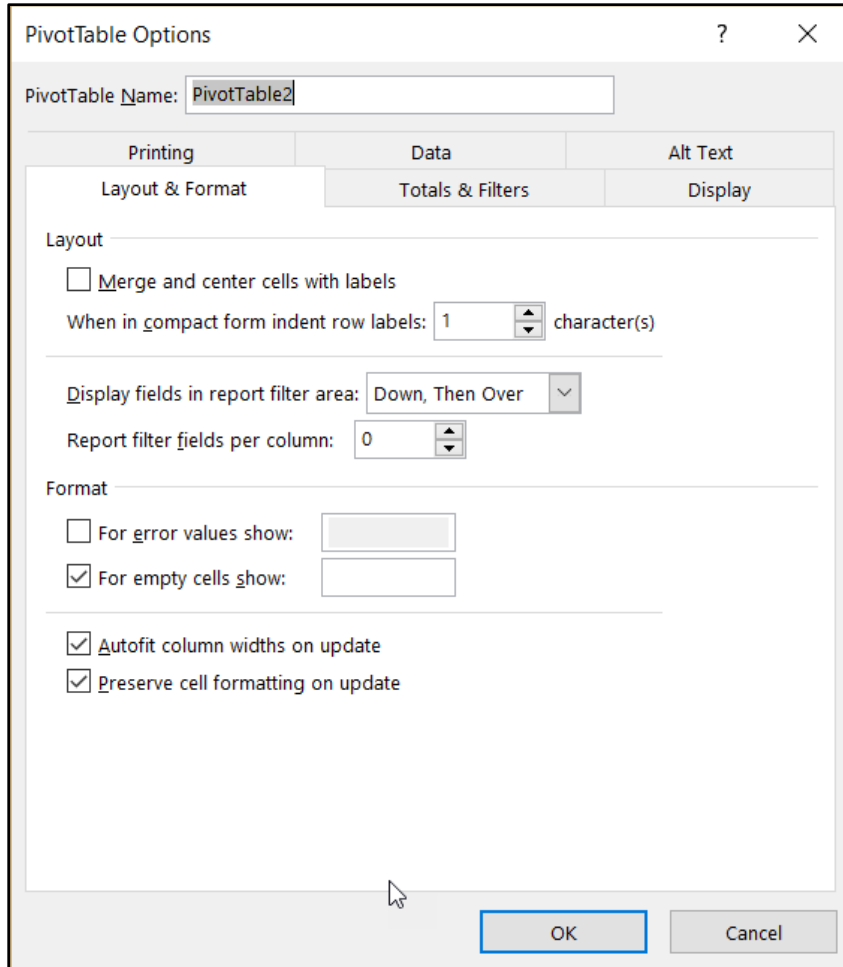 PivotTable Options ?
PivotTable Name: PivotTable2
Printing Data Alt Text
Layout & Format Totals & Filters Display
Layout
Merge and center cells with labels
When in compact form indent row labels: 1 character(s)
Display fields in report filter area: Down, Then Over
Report filter fields per column: 0
Format
For error values show:
For empty cells show:
Autofit column widths on update
Preserve cell formatting on update
OK Cancel